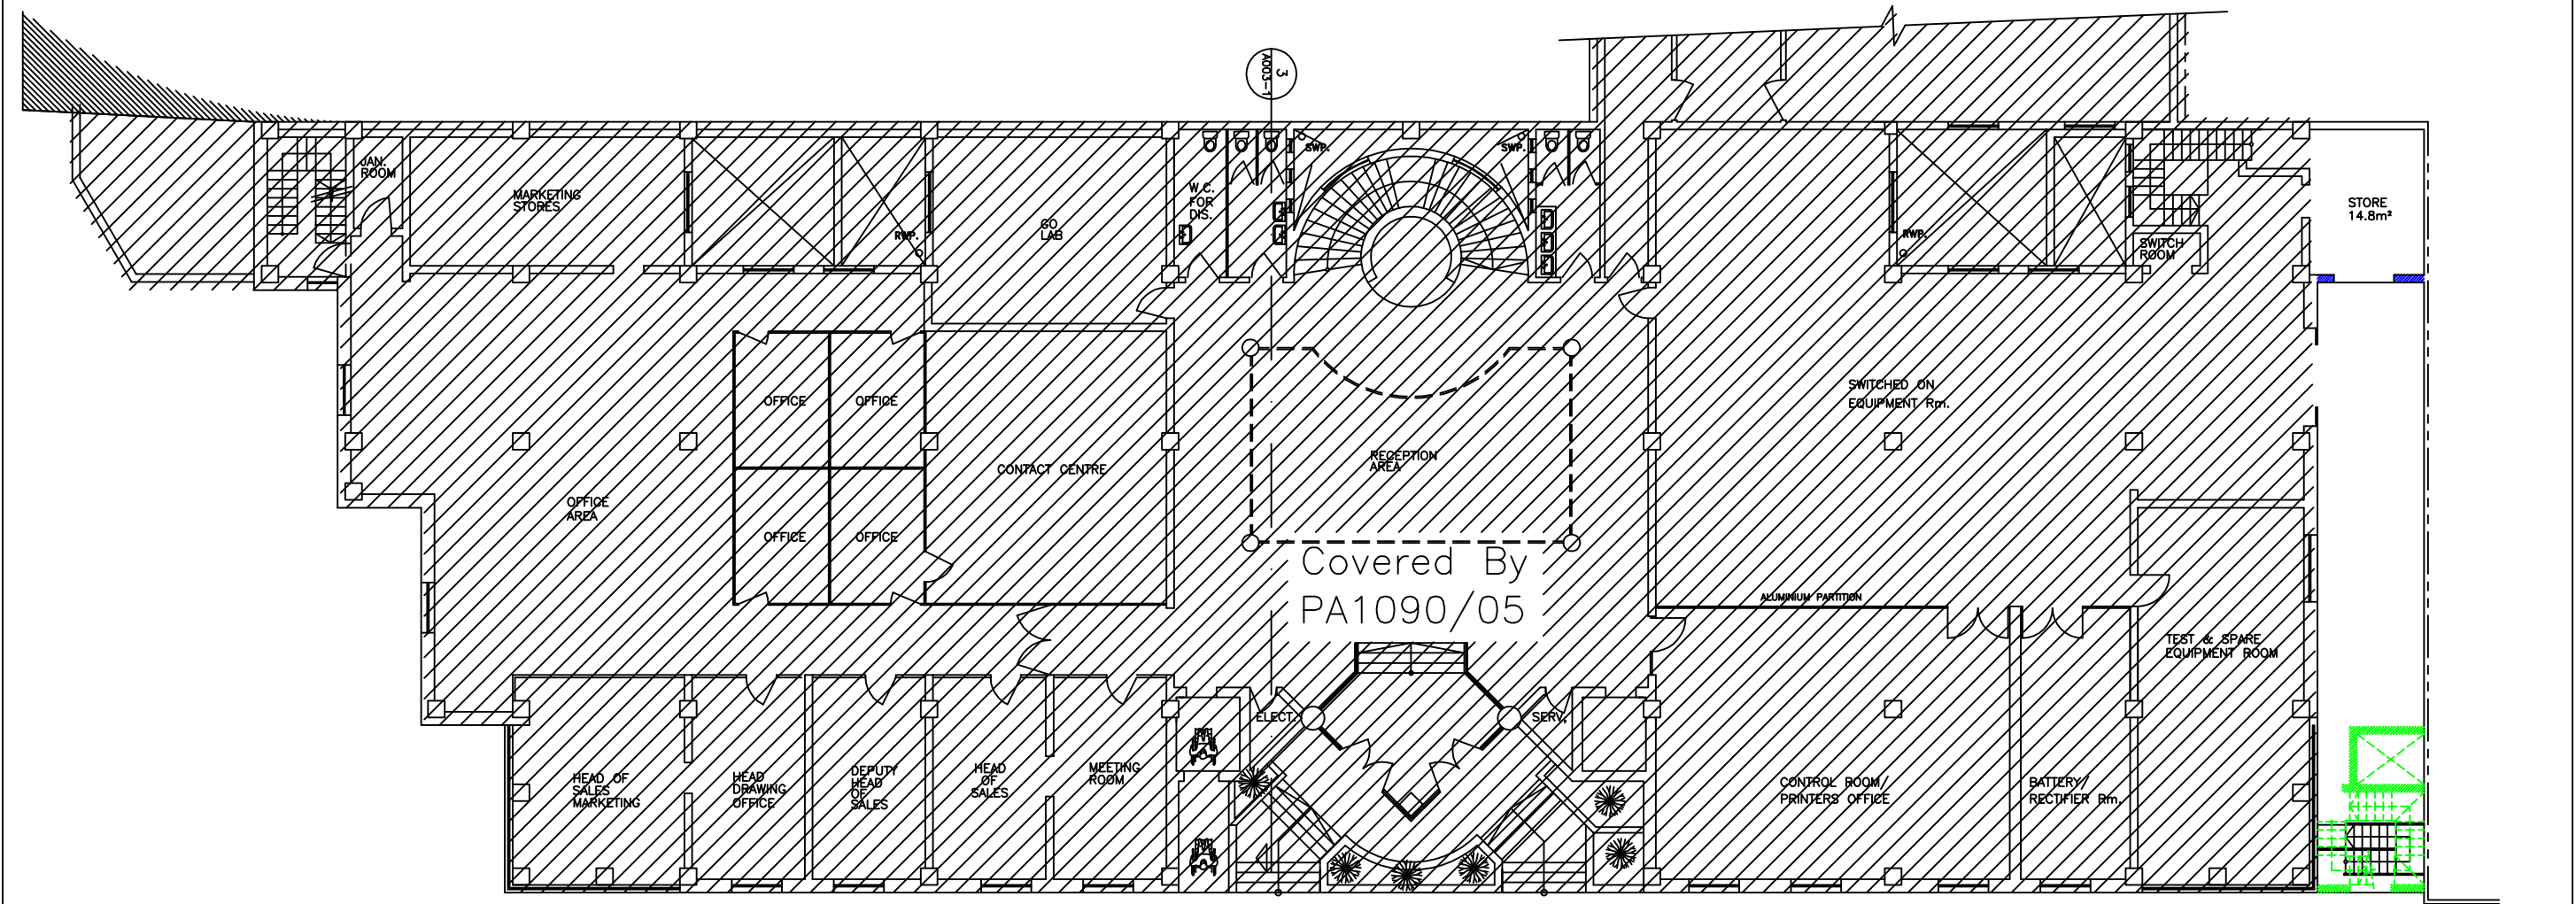 3
A003-1
JAN.
ROOM
MARKETING
STORES
RWP.
GO
LAB
W.C.
FOR
DIS.
SWP.
SWP.
RWP.
SWITCH
ROOM
STORE
14.8m²
OFFICE
OFFICE
OFFICE
OFFICE
OFFICE
AREA
CONTACT CENTRE
RECEPTION
AREA
SWITCHED ON
EQUIPMENT Rm.
Covered By
PA1090/05
ALUMINIUM PARTITION
TEST & SPARE
EQUIPMENT ROOM
ELECT.
SERV.
HEAD OF
SALES
MARKETING
HEAD
DRAWING
OFFICE
DEPUTY
HEAD
OF
SALES
HEAD
OF
SALES
MEETING
ROOM
CONTROL ROOM/
PRINTERS OFFICE
BATTERY/
RECTIFIER Rm.